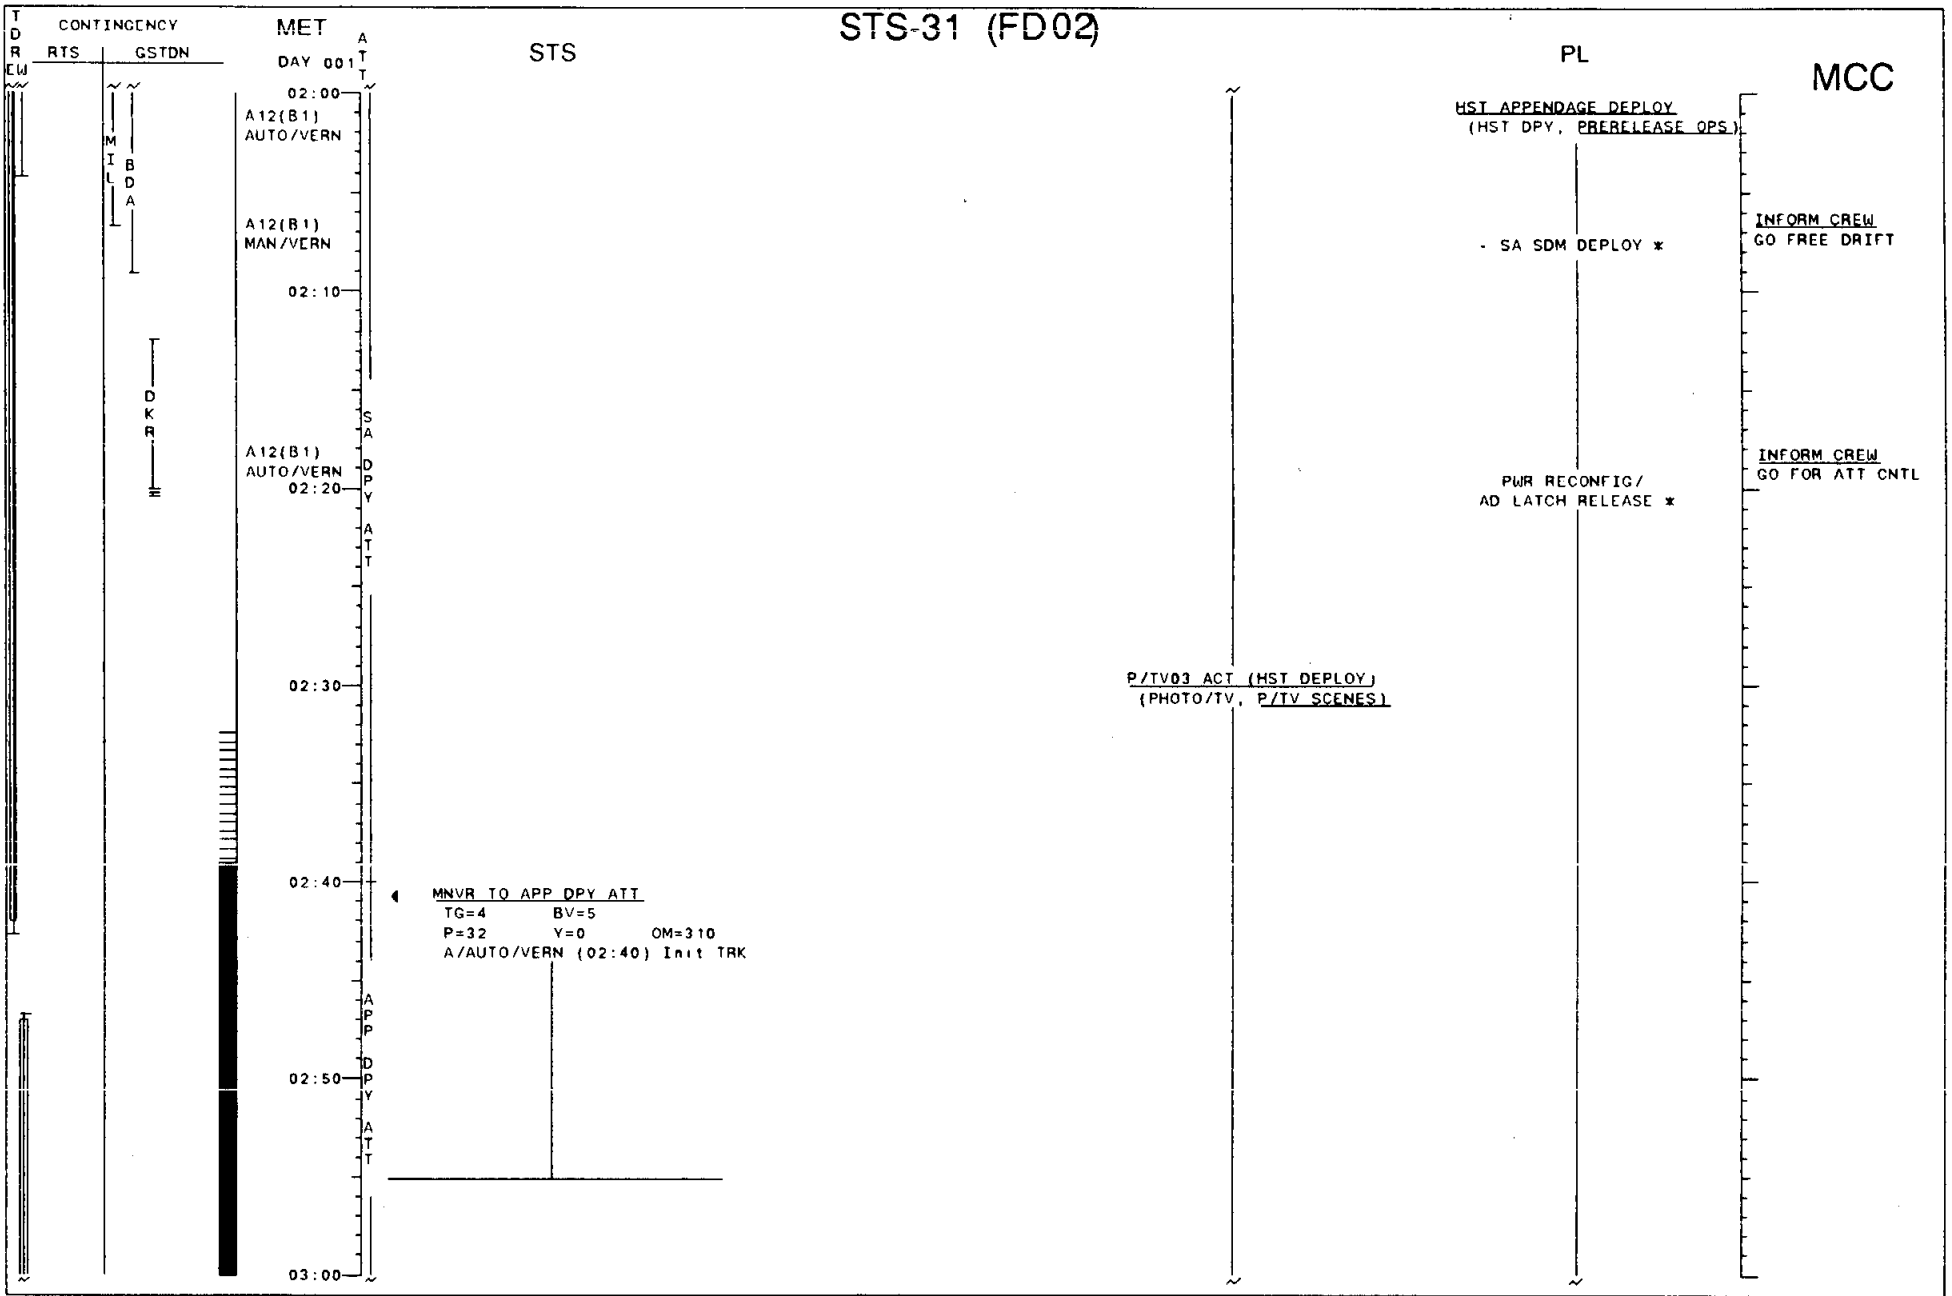 STS-31 (FD02)
TDRE W
CONTINGENCY
RTS
GSTDN
MET
DAY 001
ATT
STS
PL
MCC
02:00
A12(B1)
AUTO/VERN
MIL
BDA
HST APPENDAGE DEPLOY
(HST DPY, PRERELEASE OPS)
A12(B1)
MAN/VERN
- SA SDM DEPLOY *
INFORM CREW
GO FREE DRIFT
02:10
DKR
SA DPY ATT
A12(B1)
AUTO/VERN
02:20
PWR RECONFIG/
AD LATCH RELEASE *
INFORM CREW
GO FOR ATT CNTL
02:30
P/TV03 ACT (HST DEPLOY)
(PHOTO/TV, P/TV SCENES)
02:40
MNVR TO APP DPY ATT
TG=4 BV=5
P=32 Y=0 OM=310
A/AUTO/VERN (02:40) Init TRK
APP DPY ATT
02:50
03:00